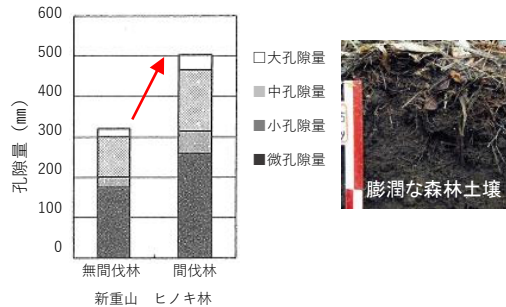 600
500
400
300
200
100
0
孔隙量（mm）
無間伐林
間伐林
新重山 ヒノキ林
大孔隙量
中孔隙量
小孔隙量
微孔隙量
膨潤な森林土壌